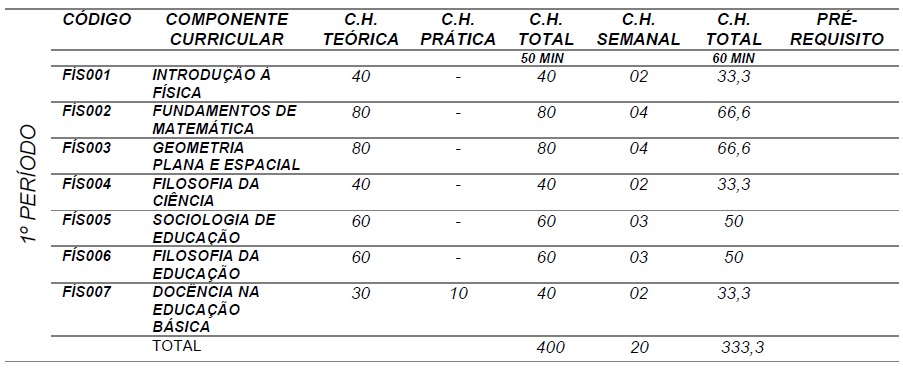 CÓDIGO COMPONENTE CURRICULAR C.H. TEÓRICA C.H. PRÁTICA C.H. TOTAL C.H. SEMANAL C.H. TOTAL PRÉ-REQUISITO
50 MIN 60 MIN
1º PERÍODO
FÍS001 INTRODUÇÃO À 40 - 40 02 33,3
FÍSICA
FÍS002 FUNDAMENTOS DE 80 - 80 04 66,6
MATEMÁTICA
FÍS003 GEOMETRIA 80 - 80 04 66,6
PLANA E ESPACIAL
FÍS004 FILOSOFIA DA 40 - 40 02 33,3
CIÊNCIA
FÍS005 SOCIOLOGIA DE 60 - 60 03 50
EDUCAÇÃO
FÍS006 FILOSOFIA DA 60 - 60 03 50
EDUCAÇÃO
FÍS007 DOCÊNCIA NA 30 10 40 02 33,3
EDUCAÇÃO
BÁSICA
TOTAL 400 20 333,3